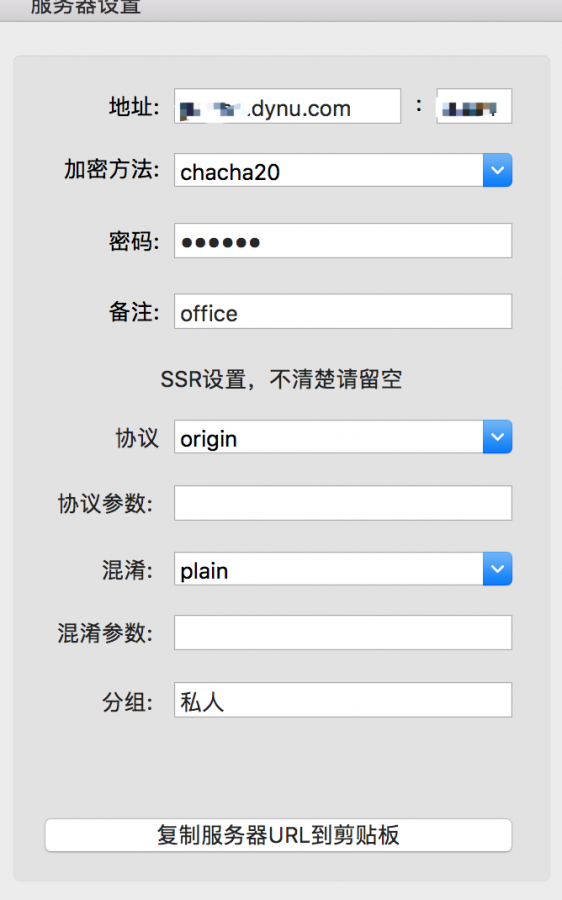 服务器设置
地址: .dynu.com :
加密方法: chacha20
密码: ••••••
备注: office
SSR设置，不清楚请留空
协议 origin
协议参数:
混淆: plain
混淆参数:
分组: 私人
复制服务器URL到剪贴板